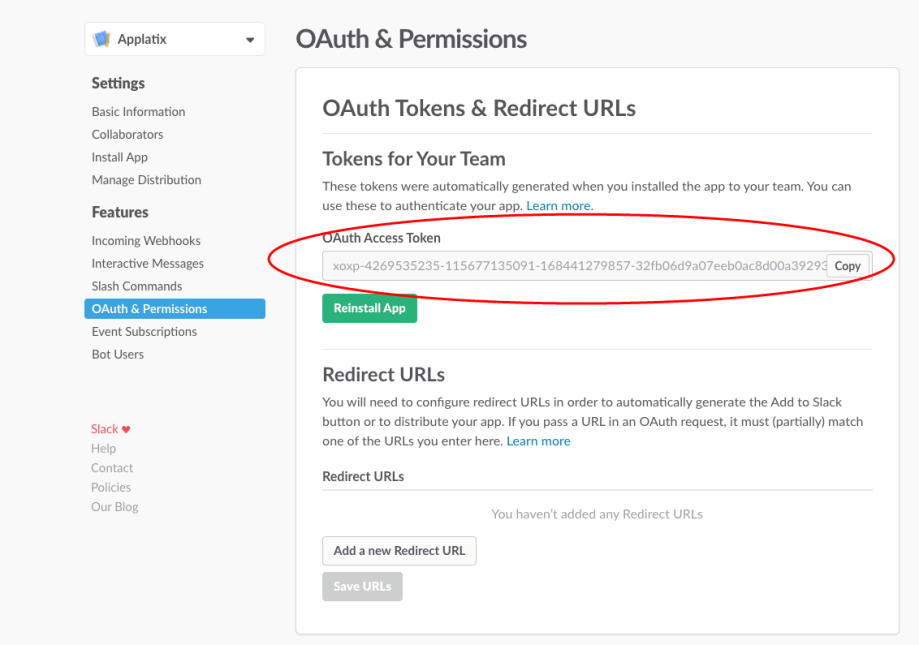 Applatix
OAuth & Permissions
Settings
Basic Information
Collaborators
Install App
Manage Distribution
Features
Incoming Webhooks
Interactive Messages
Slash Commands
OAuth & Permissions
Event Subscriptions
Bot Users
Slack ♥
Help
Contact
Policies
Our Blog
OAuth Tokens & Redirect URLs
Tokens for Your Team
These tokens were automatically generated when you installed the app to your team. You can
use these to authenticate your app. Learn more.
OAuth Access Token
xoxp-4269535235-115677135091-168441279857-32fb06d9a07eeb0ac8d00a39293 Copy
Reinstall App
Redirect URLs
You will need to configure redirect URLs in order to automatically generate the Add to Slack
button or to distribute your app. If you pass a URL in an OAuth request, it must (partially) match
one of the URLs you enter here. Learn more
Redirect URLs
You haven't added any Redirect URLs
Add a new Redirect URL
Save URLs